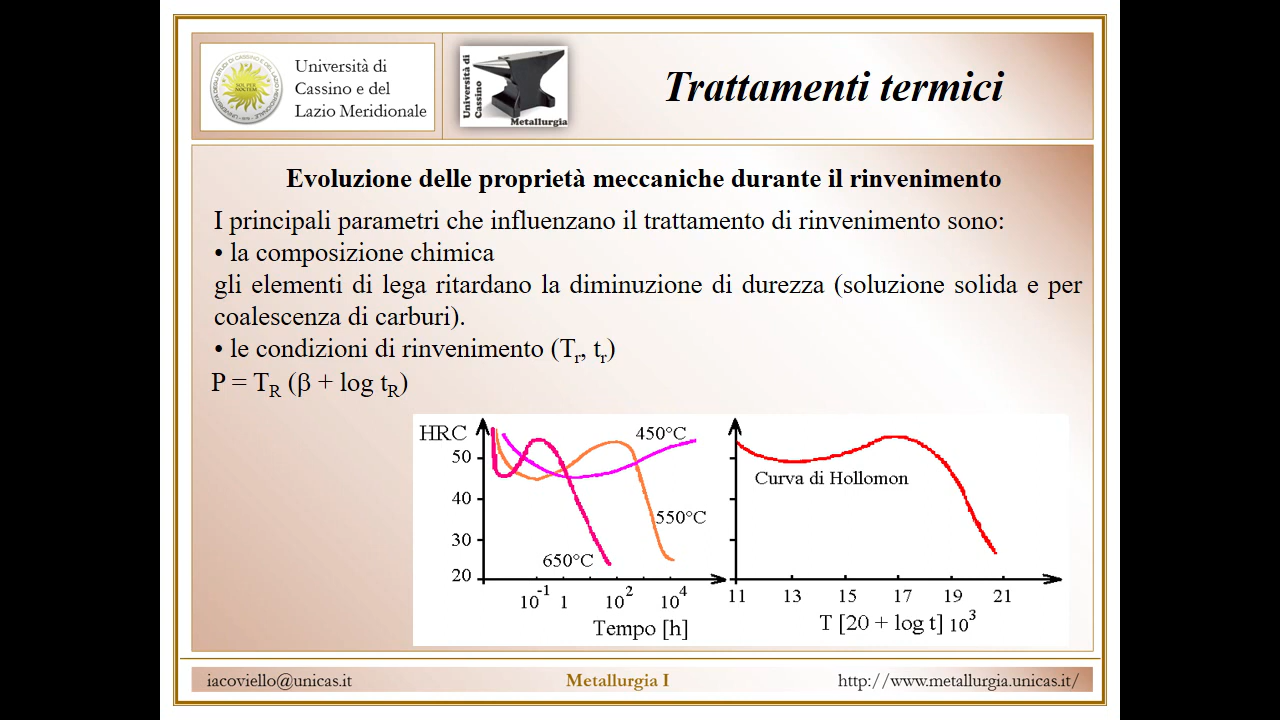 Università di
Cassino e del
Lazio Meridionale
Università di
Cassino
Metallurgia
Trattamenti termici
Evoluzione delle proprietà meccaniche durante il rinvenimento
I principali parametri che influenzano il trattamento di rinvenimento sono:
• la composizione chimica
gli elementi di lega ritardano la diminuzione di durezza (soluzione solida e per
coalescenza di carburi).
• le condizioni di rinvenimento (Tr, tr)
P = TR (β + log tR)
HRC
50
40
30
20
450°C
550°C
650°C
10-1 1 102 104
Tempo [h]
Curva di Hollomon
11 13 15 17 19 21
T [20 + log t] 103
iacoviello@unicas.it
Metallurgia I
http://www.metallurgia.unicas.it/